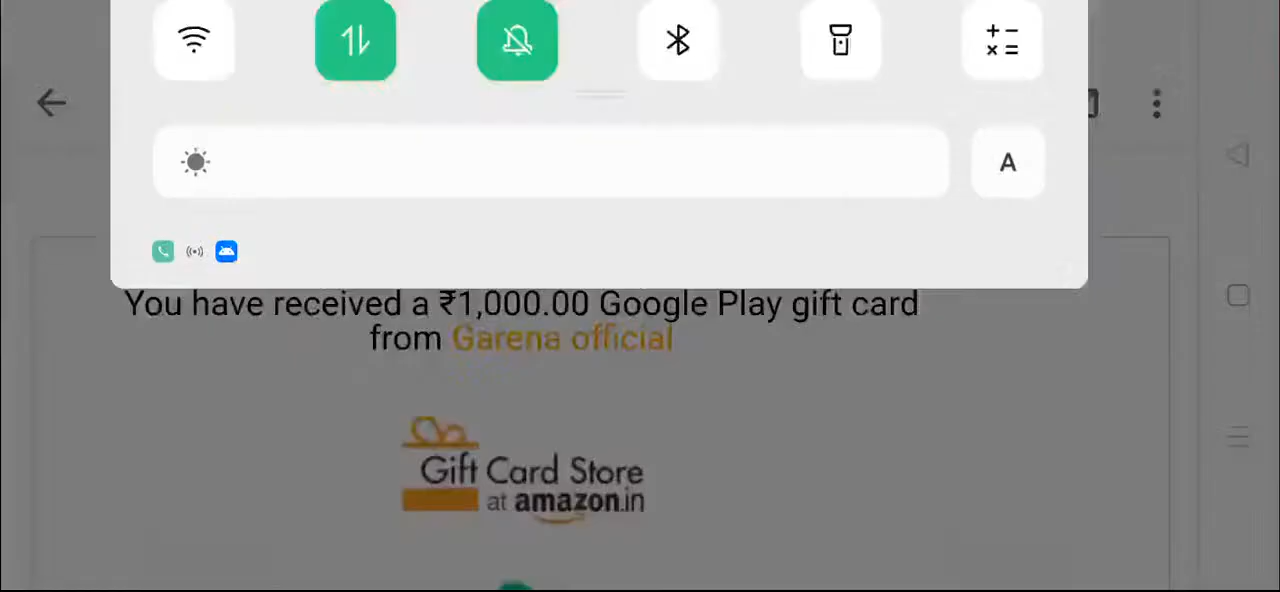 A
You have received a ₹1,000.00 Google Play gift card
from Garena official
Gift Card Store
at amazon.in